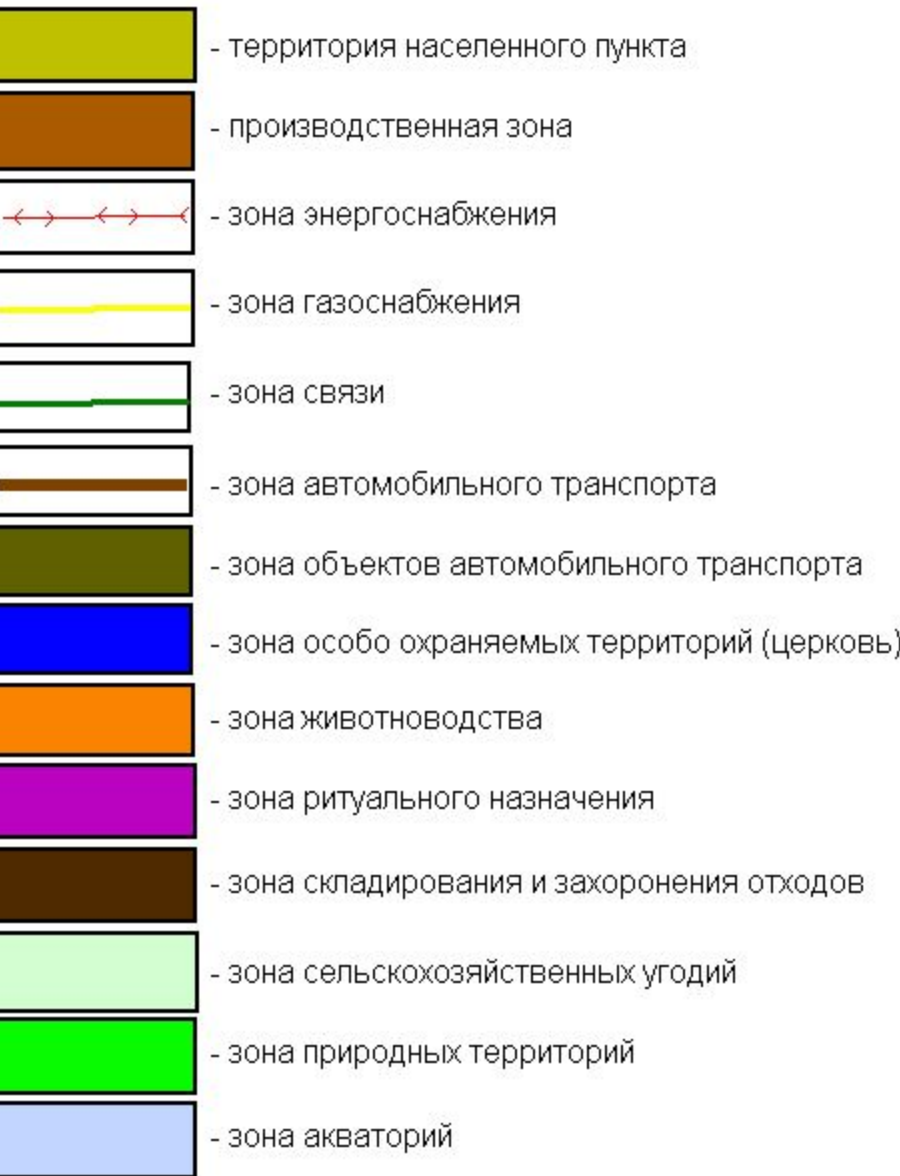 - территория населенного пункта
- производственная зона
- зона энергоснабжения
- зона газоснабжения
- зона связи
- зона автомобильного транспорта
- зона объектов автомобильного транспорта
- зона особо охраняемых территорий (церковь)
- зона животноводства
- зона ритуального назначения
- зона складирования и захоронения отходов
- зона сельскохозяйственных угодий
- зона природных территорий
- зона акваторий